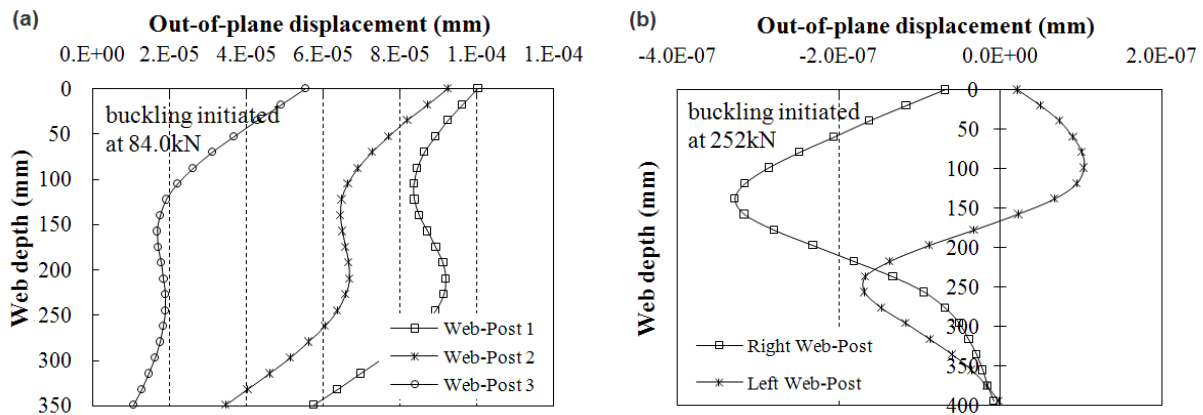 (a)
Out-of-plane displacement (mm)
0.E+00 2.E-05 4.E-05 6.E-05 8.E-05 1.E-04 1.E-04
Web depth (mm)
0
50
100
150
200
250
300
350
buckling initiated
at 84.0kN
Web-Post 1
Web-Post 2
Web-Post 3
(b)
Out-of-plane displacement (mm)
-4.0E-07 -2.0E-07 0.0E+00 2.0E-07
Web depth (mm)
0
50
100
150
200
250
300
350
400
buckling initiated
at 252kN
Right Web-Post
Left Web-Post